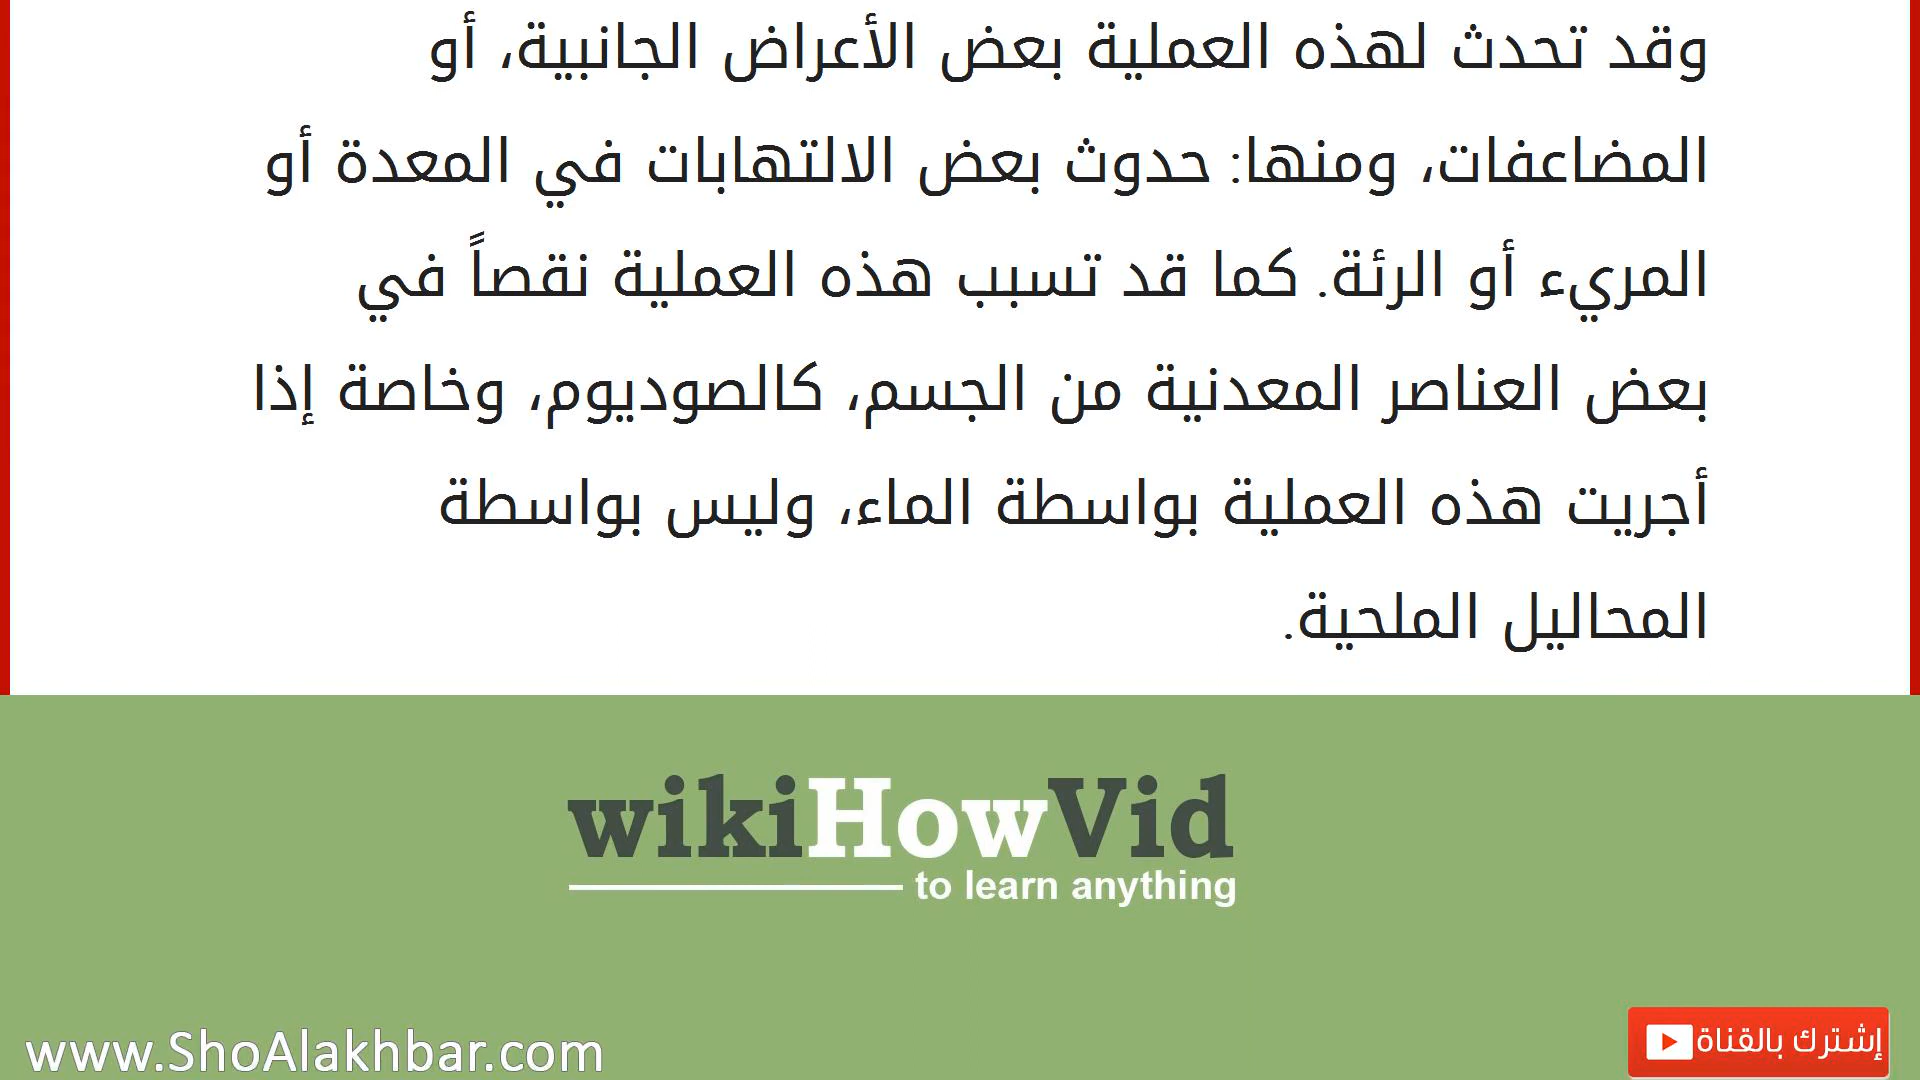 وقد تحدث لهذه العملية بعض الأعراض الجانبية، أو
المضاعفات، ومنها: حدوث بعض الالتهابات في المعدة أو
المريء أو الرئة. كما قد تسبب هذه العملية نقصاً في
بعض العناصر المعدنية من الجسم، كالصوديوم، وخاصة إذا
أجريت هذه العملية بواسطة الماء، وليس بواسطة
المحاليل الملحية.
wikiHowVid
to learn anything
www.ShoAlakhbar.com
إشترك بالقناة